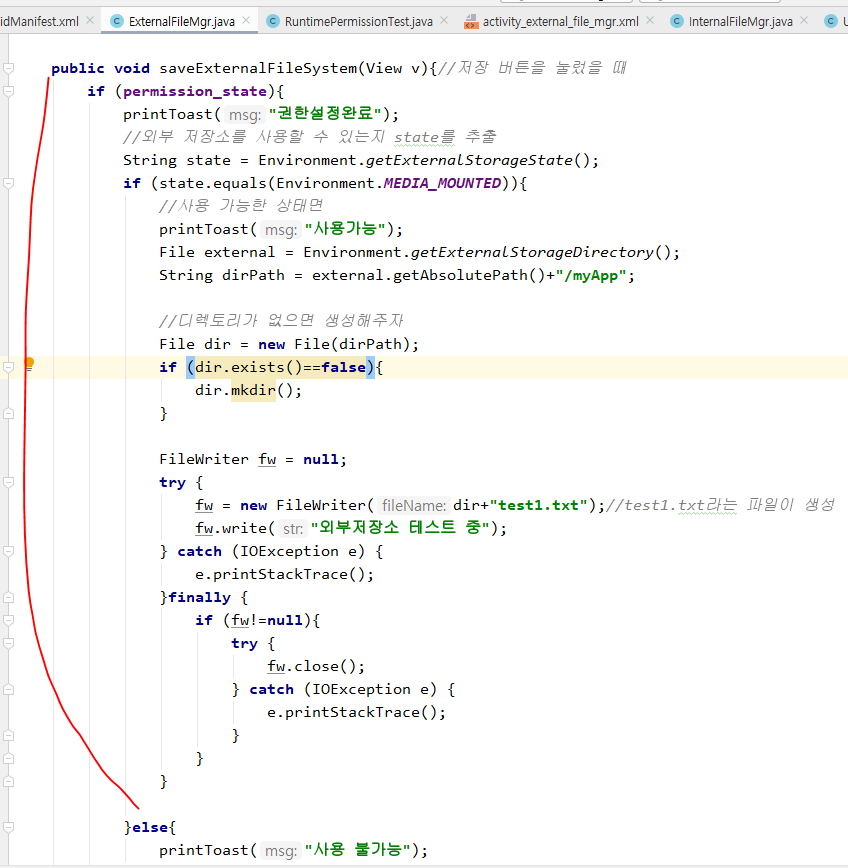 idManifest.xml ExternalFileMgr.java RuntimePermissionTest.java activity_external_file_mgr.xml InternalFileMgr.java U
public void saveExternalFileSystem(View v){//저장 버튼을 눌렀을 때
if (permission_state){
printToast( msg: "권한설정완료");
//외부 저장소를 사용할 수 있는지 state를 추출
String state = Environment.getExternalStorageState();
if (state.equals(Environment.MEDIA_MOUNTED)){
//사용 가능한 상태면
printToast( msg: "사용가능");
File external = Environment.getExternalStorageDirectory();
String dirPath = external.getAbsolutePath()+"/myApp";
//디렉토리가 없으면 생성해주자
File dir = new File(dirPath);
if (dir.exists()==false){
dir.mkdir();
}
FileWriter fw = null;
try {
fw = new FileWriter( fileName: dir+"test1.txt");//test1.txt라는 파일이 생성
fw.write( str: "외부저장소 테스트 중");
} catch (IOException e) {
e.printStackTrace();
}finally {
if (fw!=null){
try {
fw.close();
} catch (IOException e) {
e.printStackTrace();
}
}
}
}else{
printToast( msg: "사용 불가능");